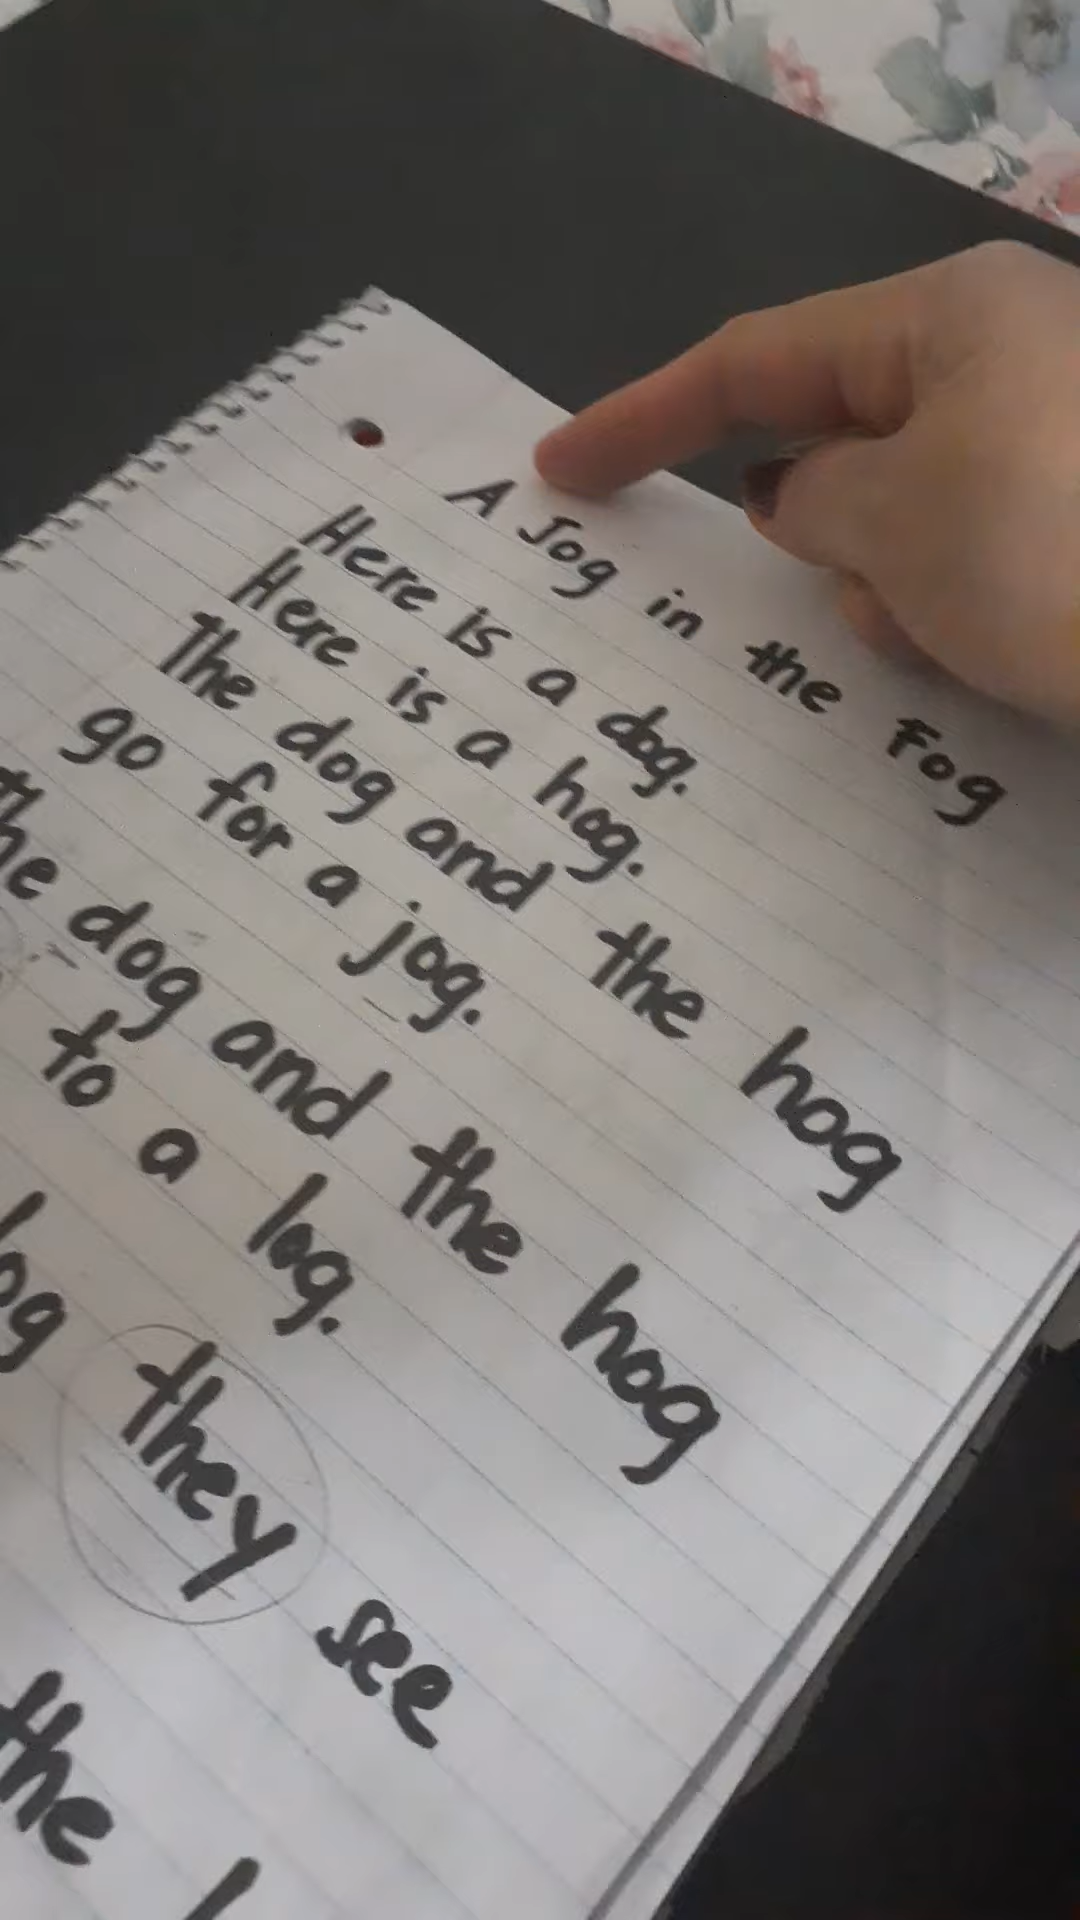 A Jog in the Fog
Here is a dog.
Here is a hog.
The dog and the hog
go for a jog.
the dog and the hog
to a log.
they see
the